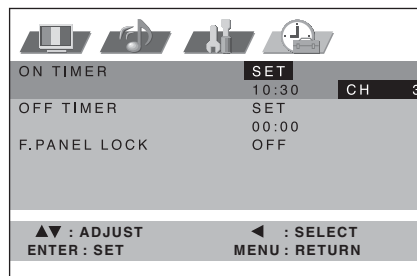 ON TIMER SET
10:30 CH 3
OFF TIMER SET
00:00
F.PANEL LOCK OFF
▲▼ : ADJUST ◀ : SELECT
ENTER : SET MENU : RETURN